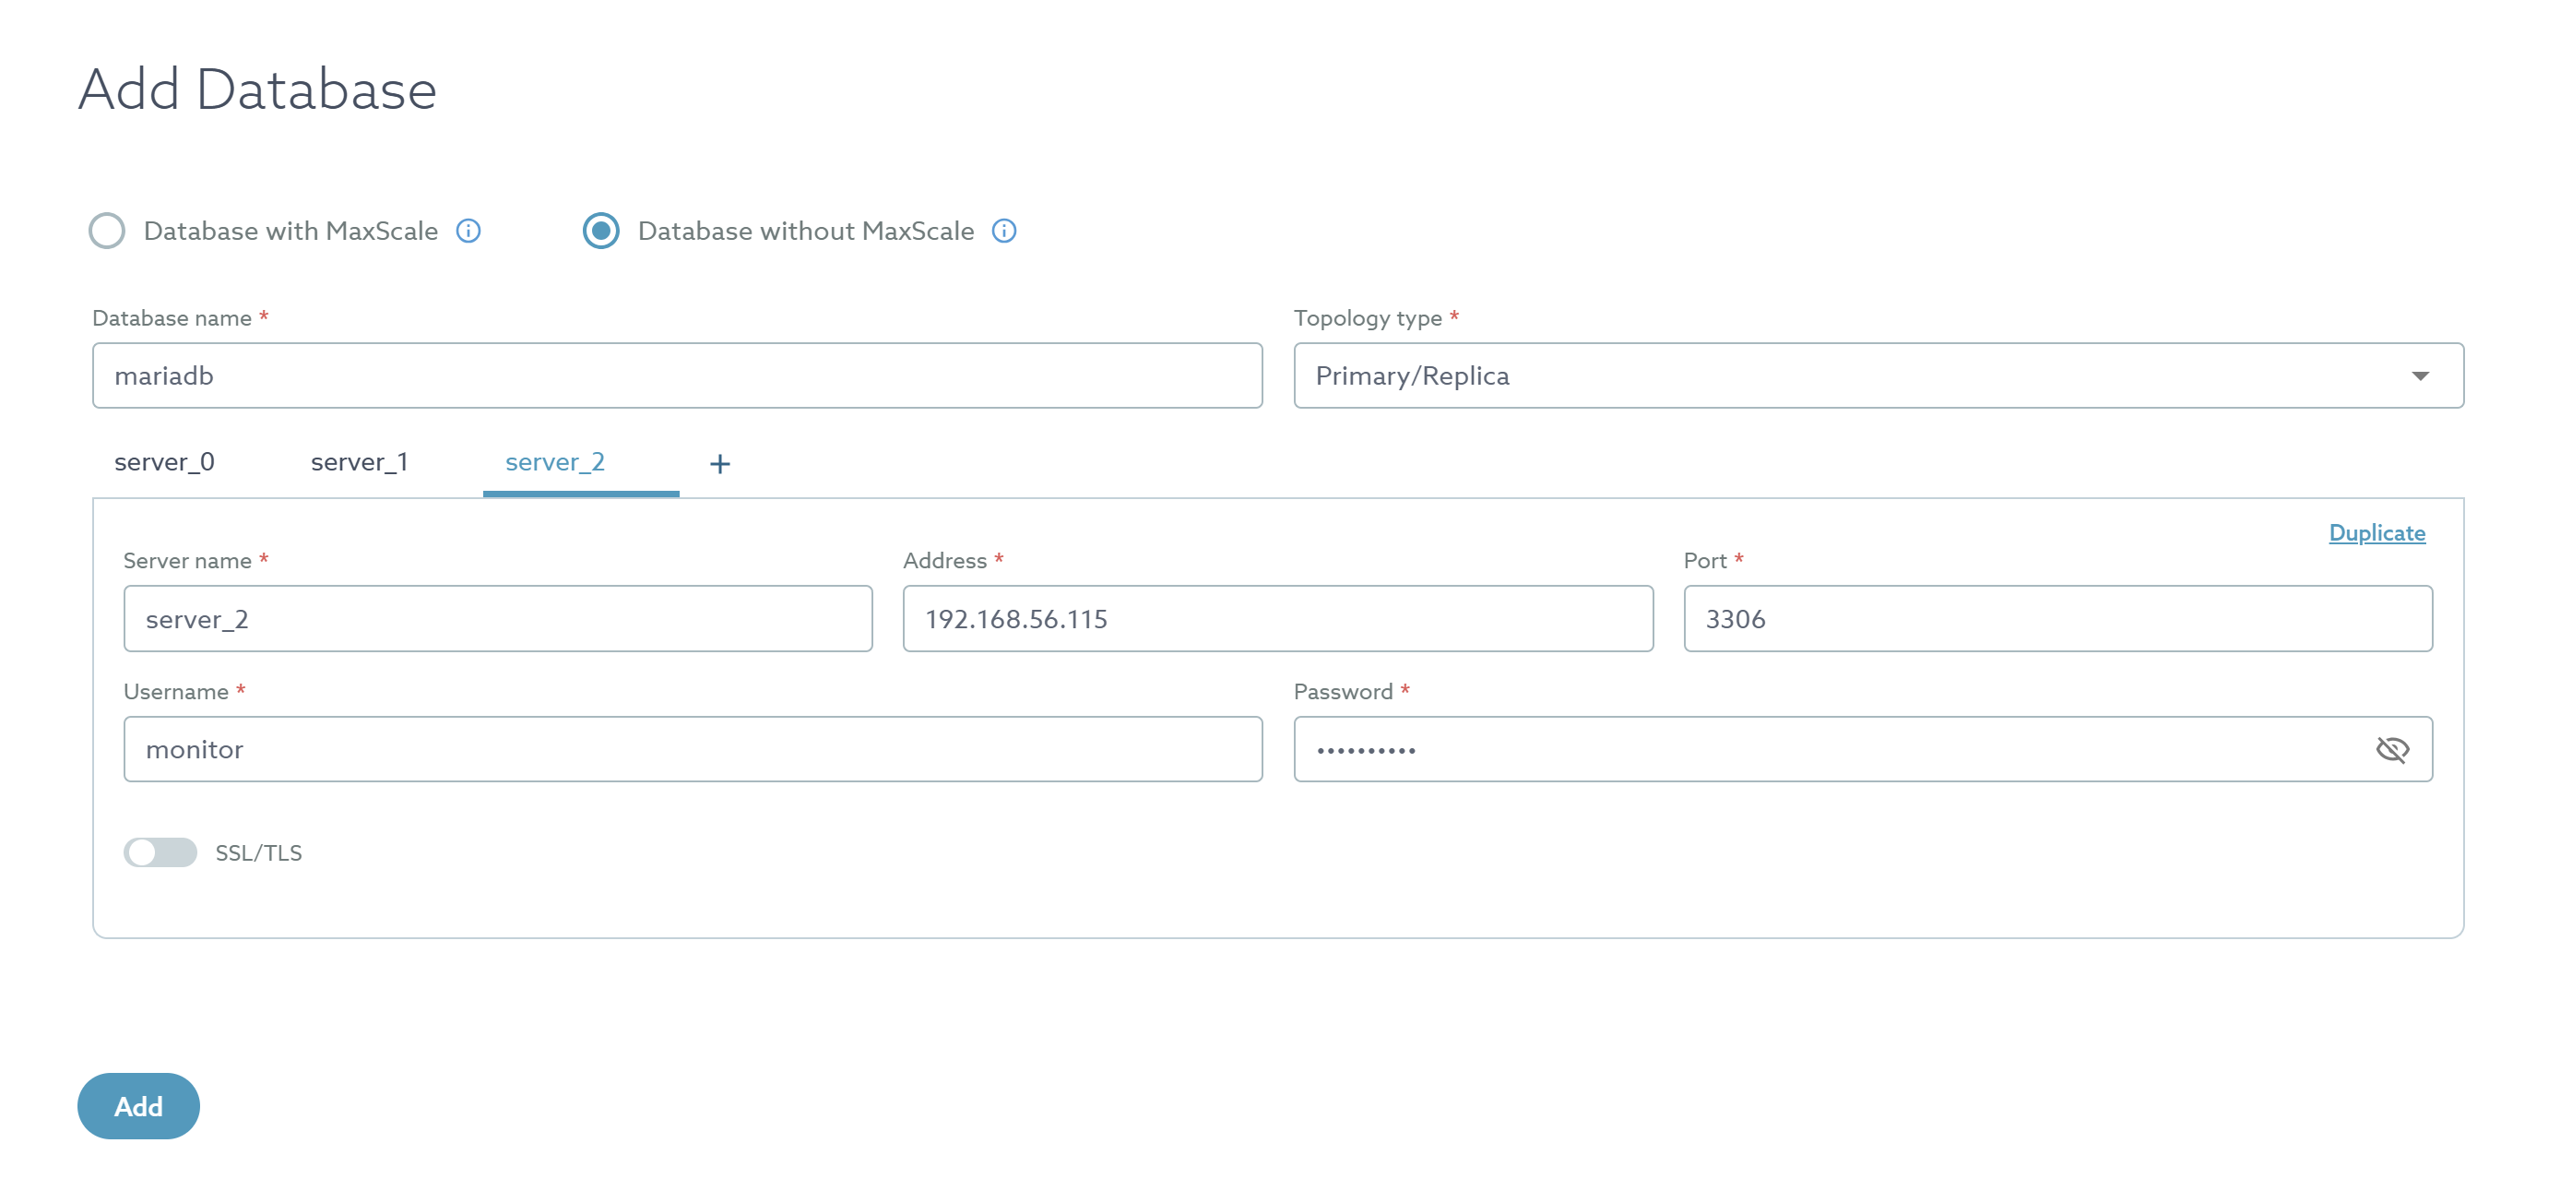 Add Database
Database with MaxScale Database without MaxScale
Database name * Topology type *
mariadb Primary/Replica
server_0 server_1 server_2 +
Duplicate
Server name * Address * Port *
server_2 192.168.56.115 3306
Username * Password *
monitor ••••••••••
SSL/TLS
Add